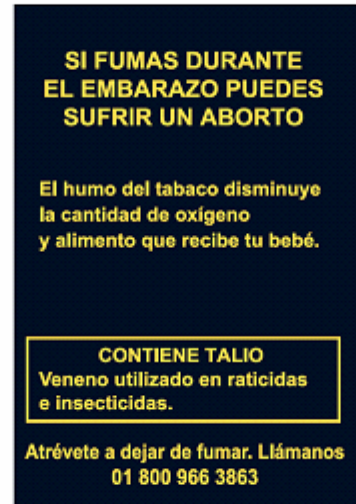 SI FUMAS DURANTE
EL EMBARAZO PUEDES
SUFRIR UN ABORTO
El humo del tabaco disminuye
la cantidad de oxígeno
y alimento que recibe tu bebé.
CONTIENE TALIO
Veneno utilizado en raticidas
e insecticidas.
Atrévete a dejar de fumar. Llámanos
01 800 966 3863